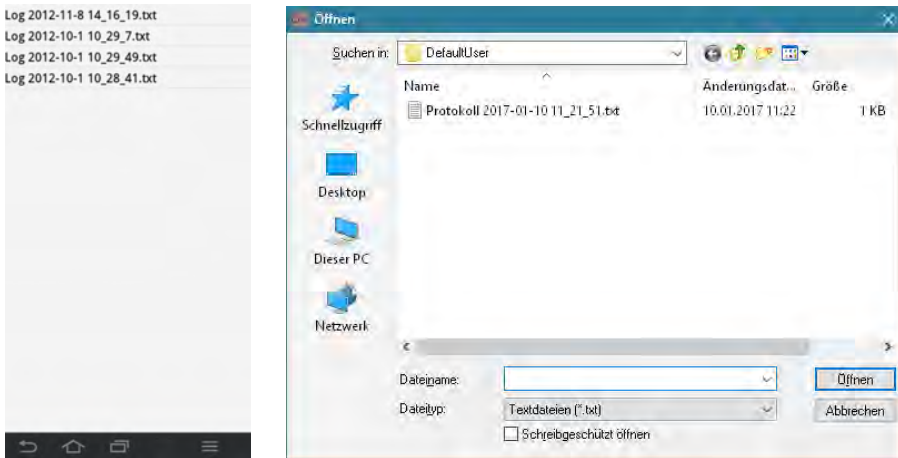 Log 2012-11-8 14_16_19.txt
Log 2012-10-1 10_29_7.txt
Log 2012-10-1 10_29_49.txt
Log 2012-10-1 10_28_41.txt
Öffnen
Suchen in: DefaultUser
Name Änderungsdat... Größe
Protokoll 2017-01-10 11_21_51.txt 10.01.2017 11:22 1 KB
Schnellzugriff
Desktop
Dieser PC
Netzwerk
Dateiname: Öffnen
Dateityp: Textdateien (*.txt) Abbrechen
Schreibgeschützt öffnen